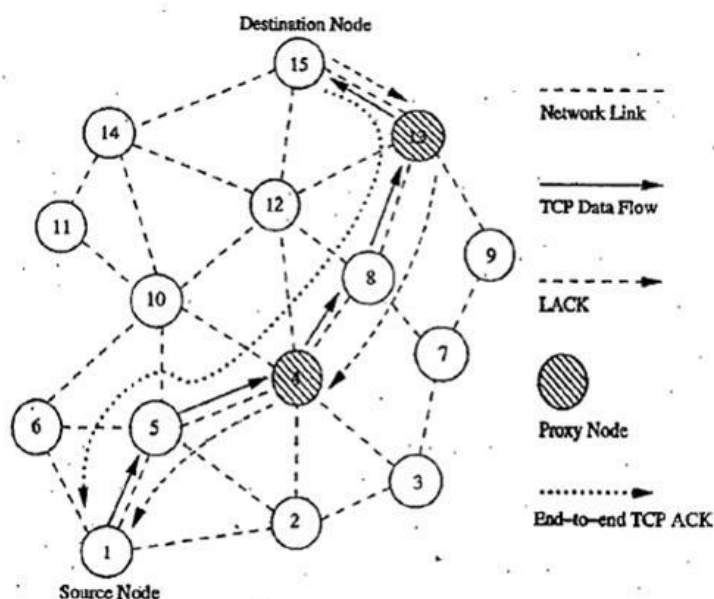 Destination Node
15
13
14
12
11
9
8
10
7
4
6
5
3
2
1
Source Node
Network Link
TCP Data Flow
LACK
Proxy Node
End-to-end TCP ACK